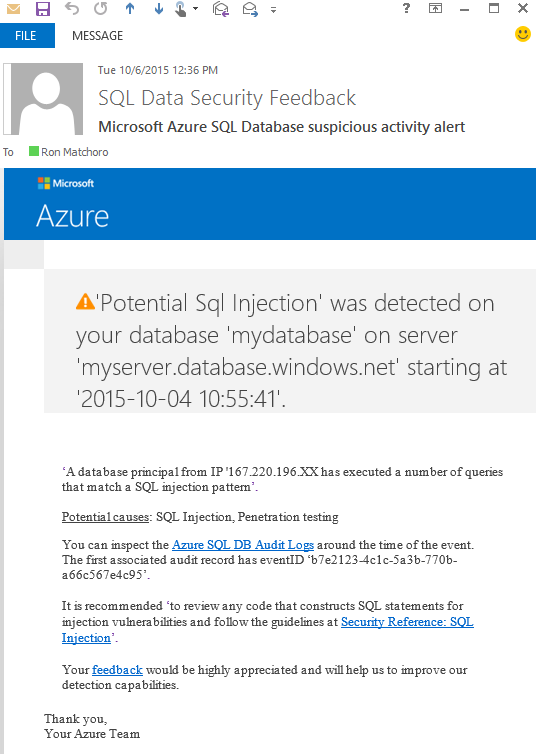 FILE MESSAGE
Tue 10/6/2015 12:36 PM
SQL Data Security Feedback
Microsoft Azure SQL Database suspicious activity alert
To Ron Matchoro
Microsoft
Azure
'Potential Sql Injection' was detected on
your database 'mydatabase' on server
'myserver.database.windows.net' starting at
'2015-10-04 10:55:41'.
‘A database principal from IP '167.220.196.XX has executed a number of queries
that match a SQL injection pattern’.
Potential causes: SQL Injection, Penetration testing
You can inspect the Azure SQL DB Audit Logs around the time of the event.
The first associated audit record has eventID ‘b7e2123-4c1c-5a3b-770b-
a66c567e4c95’.
It is recommended ‘to review any code that constructs SQL statements for
injection vulnerabilities and follow the guidelines at Security Reference: SQL
Injection’.
Your feedback would be highly appreciated and will help us to improve our
detection capabilities.
Thank you,
Your Azure Team